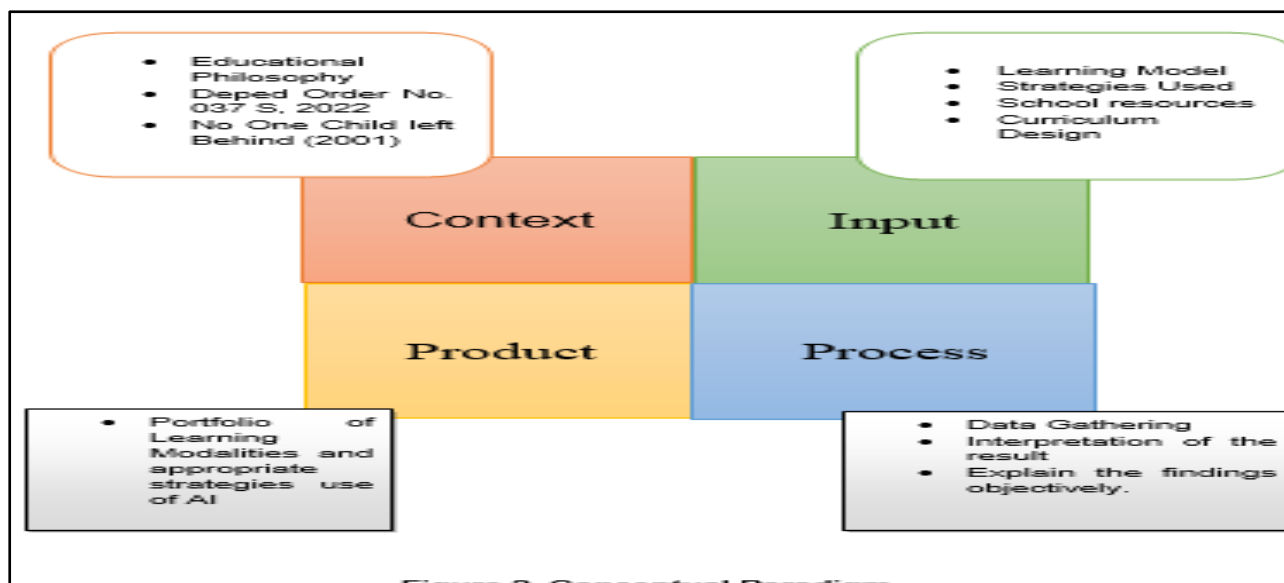 • Educational
Philosophy
• Deped Order No.
037 S, 2022
• No One Child left
Behind (2001)
• Learning Model
• Strategies Used
• School resources
• Curriculum
Design
Context
Input
Product
Process
• Portfolio of
Learning
Modalities and
appropriate
strategies use
of AI
• Data Gathering
• Interpretation of the
result
• Explain the findings
objectively.
Conceptual Paradigm